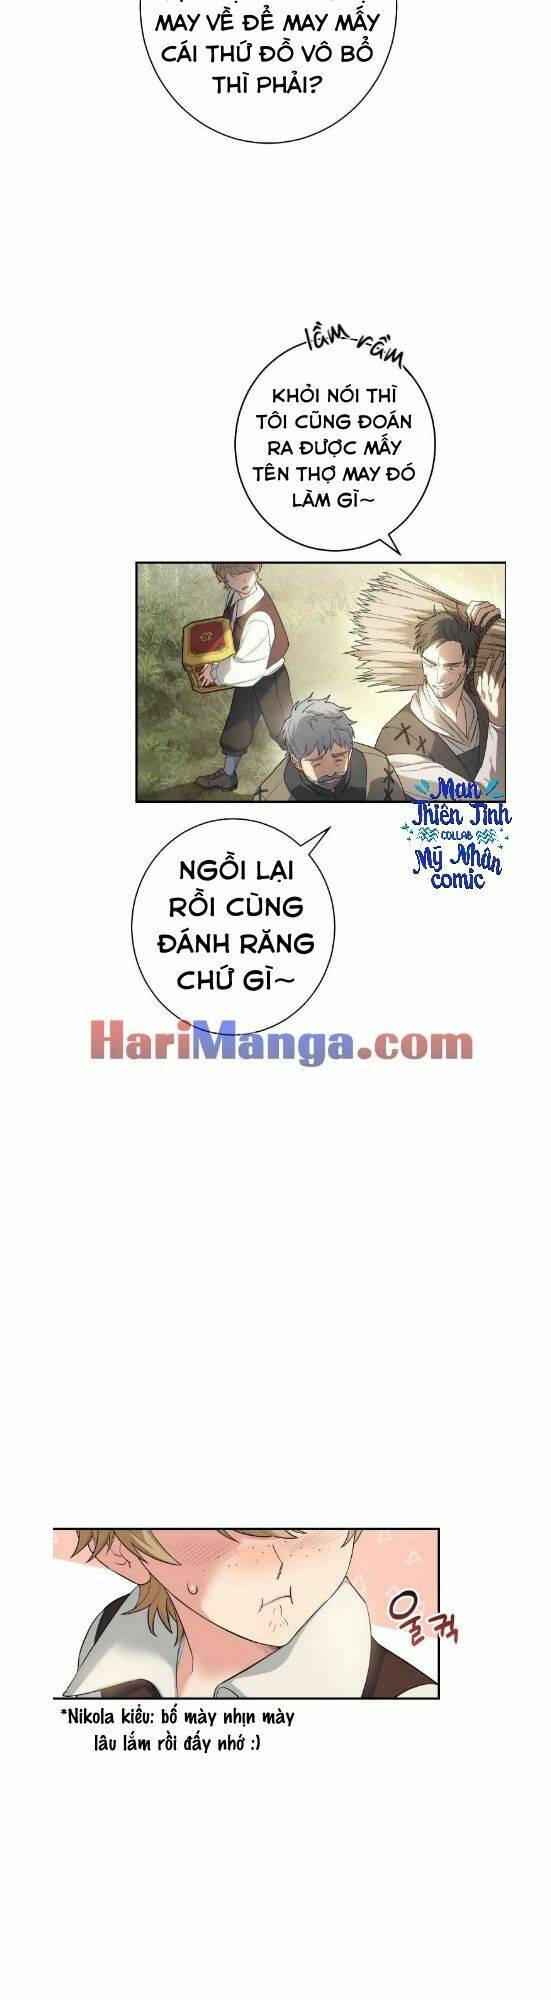 MAY VỀ ĐỂ MAY MẤY
CÁI THỨ ĐỒ VÔ BỔ
THÌ PHẢI?
lầm rầm
KHỎI NÓI THÌ
TÔI CŨNG ĐOÁN
RA ĐƯỢC MẤY
TÊN THỢ MAY ĐÓ
LÀM GÌ~
Man
Thiên Tình
COLLAB
Mỹ Nhân
comic
NGỒI LẠI
RỒI CÙNG
ĐÁNH RĂNG
CHỨ GÌ~
HariManga.com
울컥
*Nikola kiểu: bố mày nhịn mày
lâu lắm rồi đấy nhớ :)